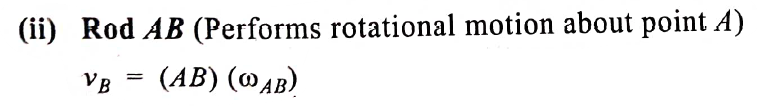 (ii) Rod AB (Performs rotational motion about point A)
v_B = (AB) (ω_AB)